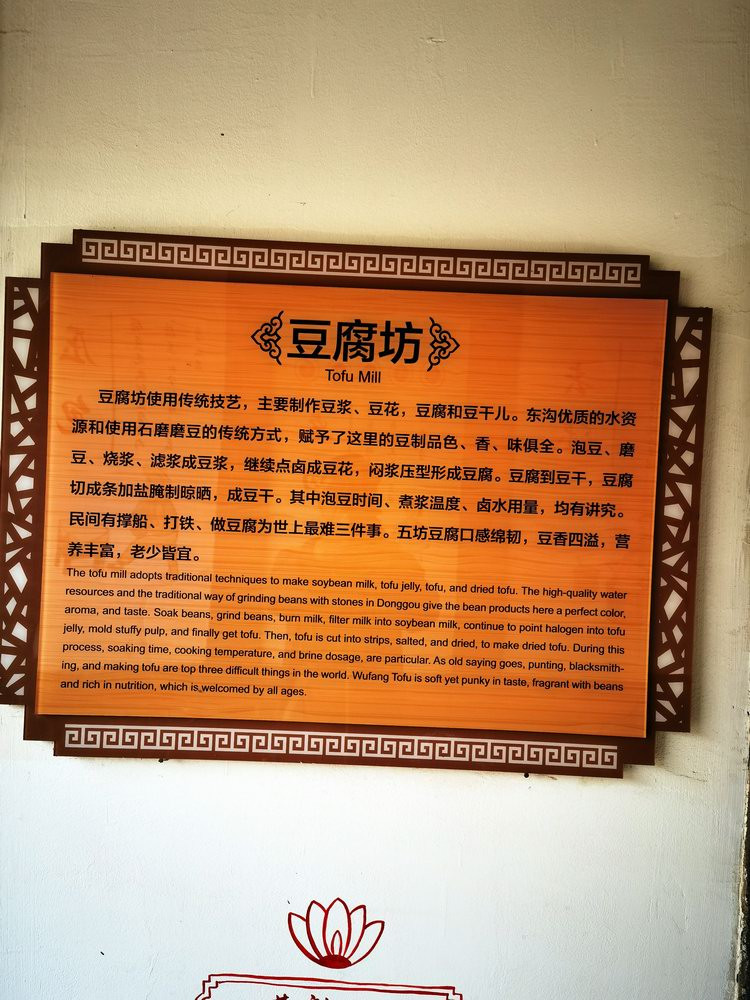 豆腐坊
Tofu Mill
豆腐坊使用传统技艺，主要制作豆浆、豆花，豆腐和豆干儿。东沟优质的水资
源和使用石磨磨豆的传统方式，赋予了这里的豆制品色、香、味俱全。泡豆、磨
豆、烧浆、滤浆成豆浆，继续点卤成豆花，闷浆压型形成豆腐。豆腐到豆干，豆腐
切成条加盐腌制晾晒，成豆干。其中泡豆时间、煮浆温度、卤水用量，均有讲究。
民间有撑船、打铁、做豆腐为世上最难三件事。五坊豆腐口感绵韧，豆香四溢，营
养丰富，老少皆宜。
The tofu mill adopts traditional techniques to make soybean milk, tofu jelly, tofu, and dried tofu. The high-quality water
resources and the traditional way of grinding beans with stones in Donggou give the bean products here a perfect color,
aroma, and taste. Soak beans, grind beans, burn milk, filter milk into soybean milk, continue to point halogen into tofu
jelly, mold stuffy pulp, and finally get tofu. Then, tofu is cut into strips, salted, and dried, to make dried tofu. During this
process, soaking time, cooking temperature, and brine dosage, are particular. As old saying goes, punting, blacksmith-
ing, and making tofu are top three difficult things in the world. Wufang Tofu is soft yet punky in taste, fragrant with beans
and rich in nutrition, which is welcomed by all ages.